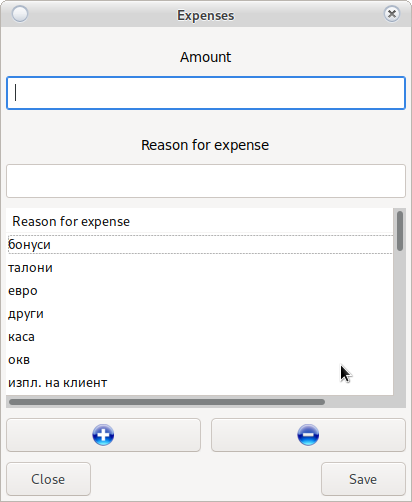 Expenses
Amount
Reason for expense
Reason for expense
бонуси
талони
евро
други
каса
окв
изпл. на клиент
Close
Save